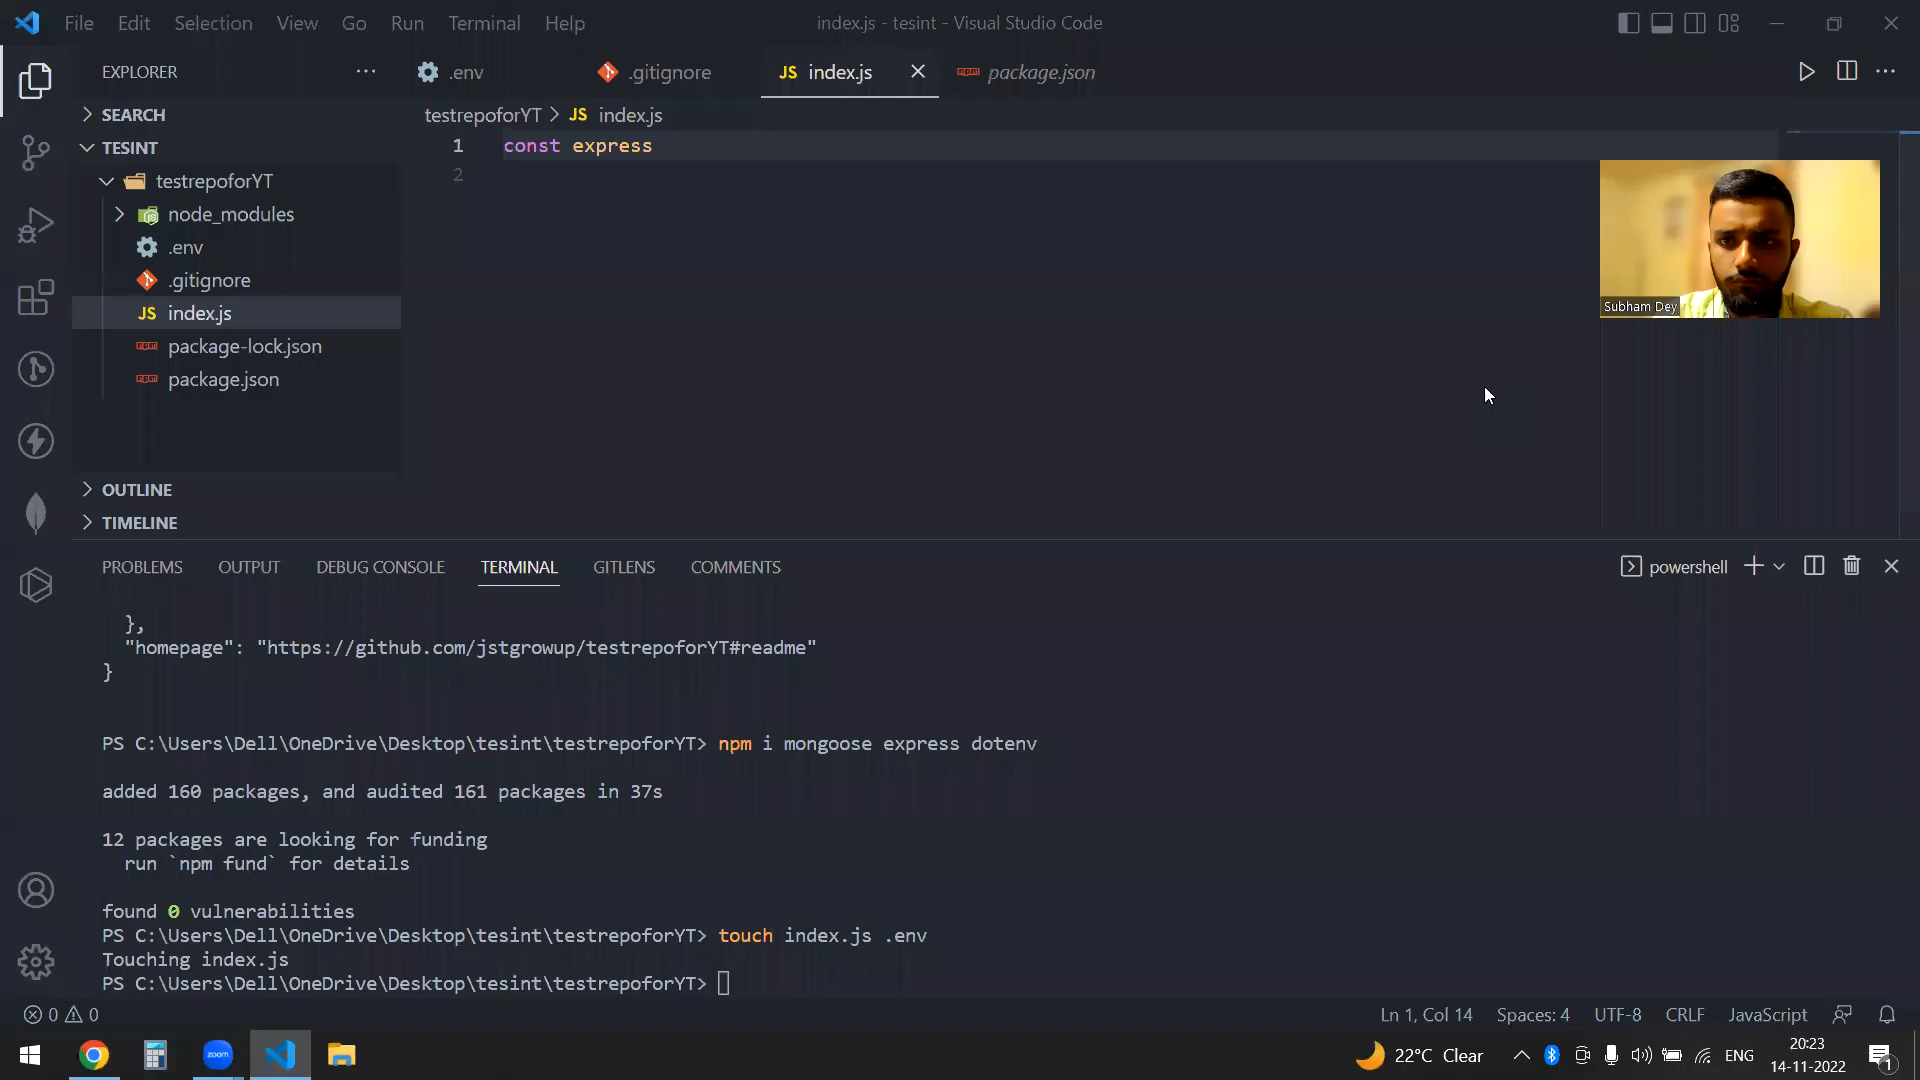 File Edit Selection View Go Run Terminal Help
index.js - tesint - Visual Studio Code
EXPLORER
.env
.gitignore
JS index.js
package.json
SEARCH
testrepoforYT > JS index.js
TESINT
1 const express
2
testrepoforYT
node_modules
.env
.gitignore
JS index.js
package-lock.json
package.json
Subham Dey
OUTLINE
TIMELINE
PROBLEMS OUTPUT DEBUG CONSOLE TERMINAL GITLENS COMMENTS
powershell
},
"homepage": "https://github.com/jstgrowup/testrepoforYT#readme"
}
PS C:\Users\Dell\OneDrive\Desktop\tesint\testrepoforYT> npm i mongoose express dotenv
added 160 packages, and audited 161 packages in 37s
12 packages are looking for funding
run `npm fund` for details
found 0 vulnerabilities
PS C:\Users\Dell\OneDrive\Desktop\tesint\testrepoforYT> touch index.js .env
Touching index.js
PS C:\Users\Dell\OneDrive\Desktop\tesint\testrepoforYT>
0 0
Ln 1, Col 14 Spaces: 4 UTF-8 CRLF JavaScript
zoom
22°C Clear
ENG
20:23
14-11-2022
1